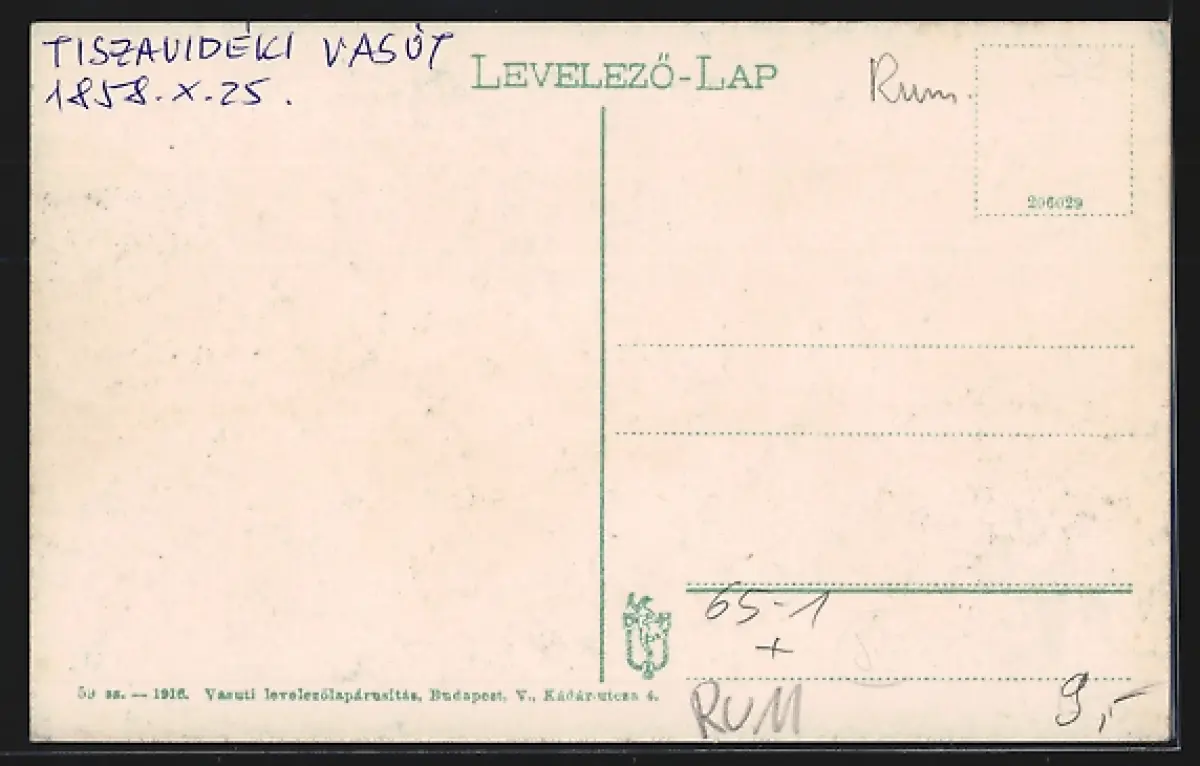 TISZAVIDÉKI VASÚT
1858.X.25.
LEVELEZŐ-LAP
Rum.
206029
65-1
+
59 sz. — 1916. Vasuti levelezőlapárusitás, Budapest, V., Kádár-utcza 4.
RUM
9,-